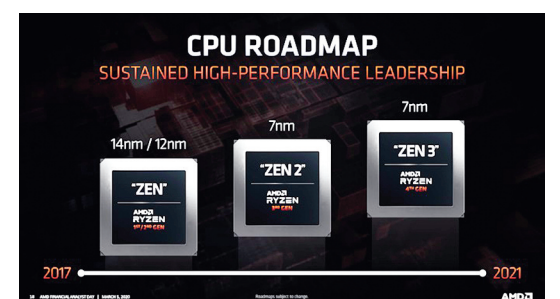 CPU ROADMAP
SUSTAINED HIGH-PERFORMANCE LEADERSHIP
14nm / 12nm
7nm
7nm
"ZEN"
AMD
RYZEN
1ST/2ND GEN
"ZEN 2"
AMD
RYZEN
3RD GEN
"ZEN 3"
AMD
RYZEN
4TH GEN
2017
2021
18 AMD FINANCIAL ANALYST DAY | MARCH 5, 2020
Roadmaps subject to change.
AMD